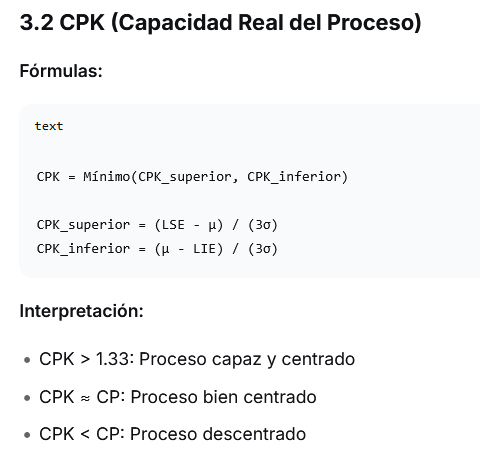 3.2 CPK (Capacidad Real del Proceso)
Fórmulas:
text
CPK = Mínimo(CPK_superior, CPK_inferior)
CPK_superior = (LSE - μ) / (3σ)
CPK_inferior = (μ - LIE) / (3σ)
Interpretación:
• CPK > 1.33: Proceso capaz y centrado
• CPK ≈ CP: Proceso bien centrado
• CPK < CP: Proceso descentrado